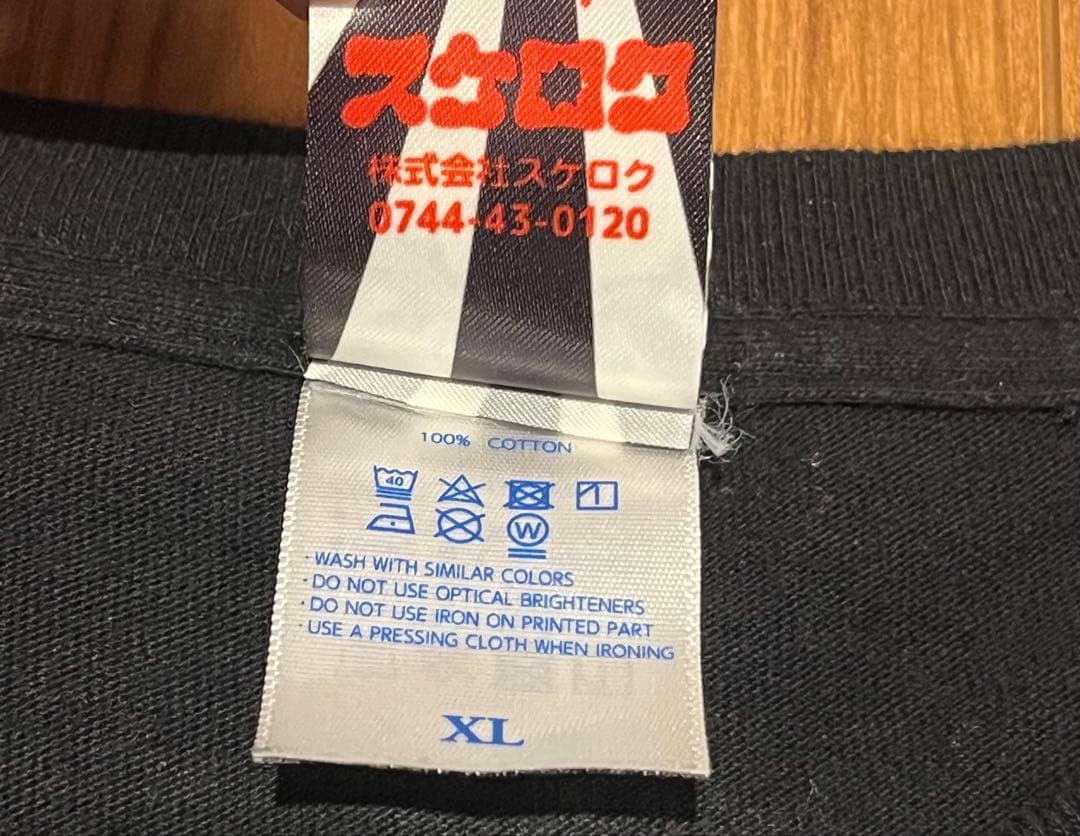 スケロク
株式会社スケロク
0744-43-0120
100% COTTON
40
W
· WASH WITH SIMILAR COLORS
· DO NOT USE OPTICAL BRIGHTENERS
· DO NOT USE IRON ON PRINTED PART
· USE A PRESSING CLOTH WHEN IRONING
XL